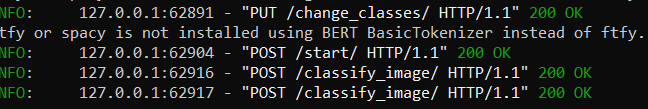 NFO:     127.0.0.1:62891 - "PUT /change_classes/ HTTP/1.1" 200 OK
tfy or spacy is not installed using BERT BasicTokenizer instead of ftfy.
NFO:     127.0.0.1:62904 - "POST /start/ HTTP/1.1" 200 OK
NFO:     127.0.0.1:62916 - "POST /classify_image/ HTTP/1.1" 200 OK
NFO:     127.0.0.1:62917 - "POST /classify_image/ HTTP/1.1" 200 OK